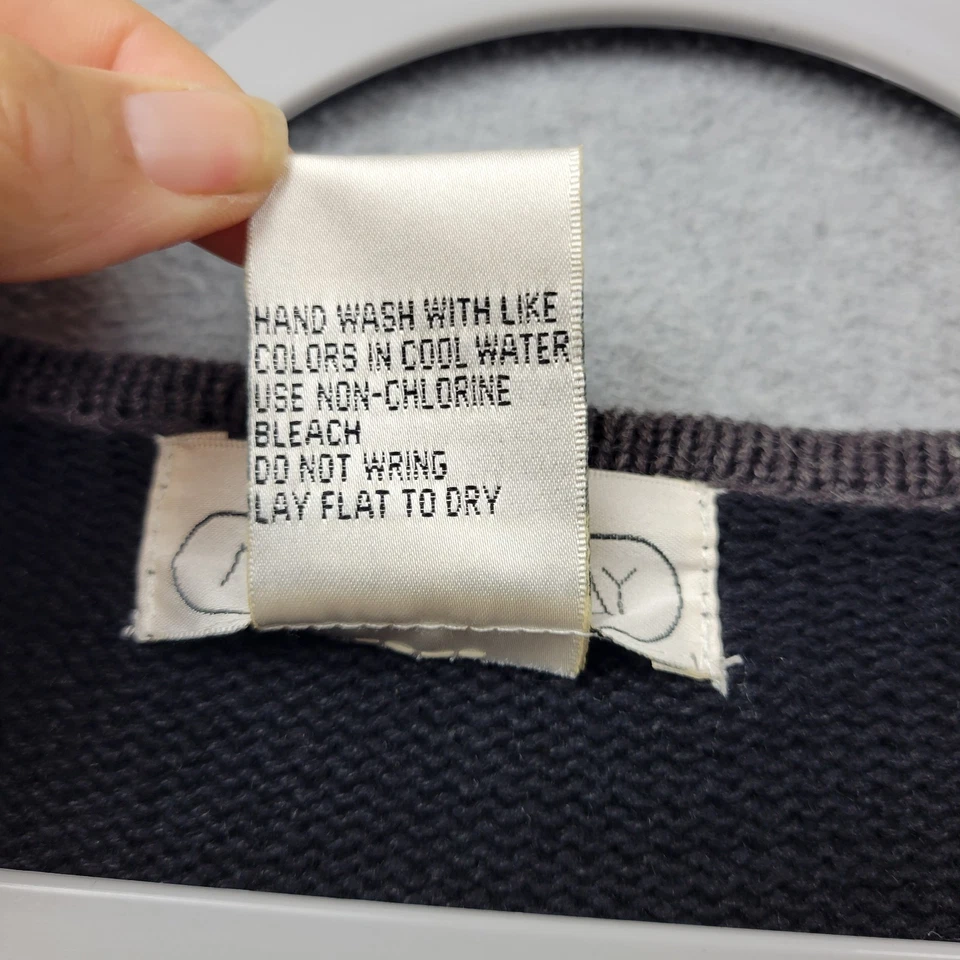 HAND WASH WITH LIKE
COLORS IN COOL WATER
USE NON-CHLORINE
BLEACH
DO NOT WRING
LAY FLAT TO DRY